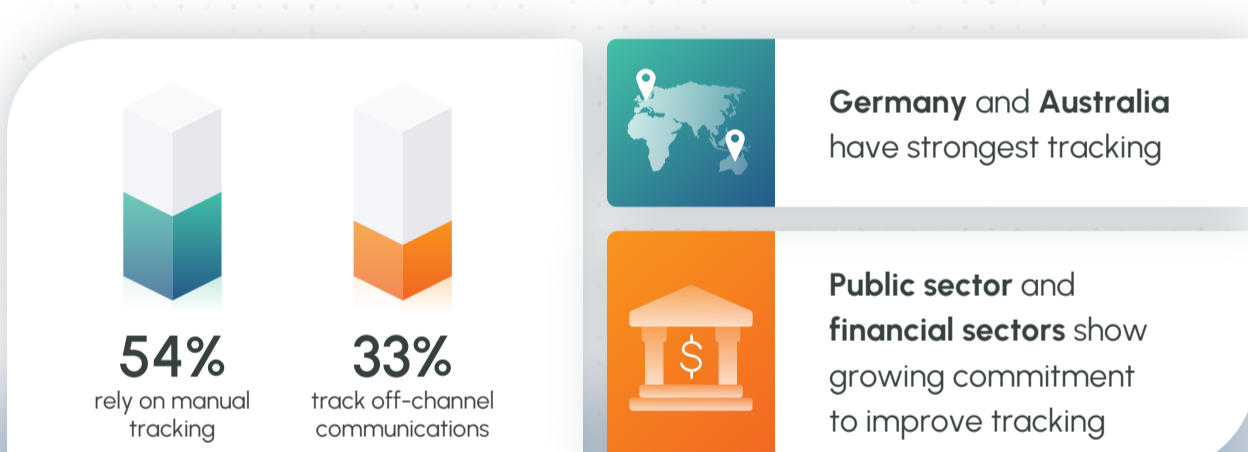 54%
rely on manual
tracking
33%
track off-channel
communications
Germany and Australia
have strongest tracking
$
Public sector and
financial sectors show
growing commitment
to improve tracking